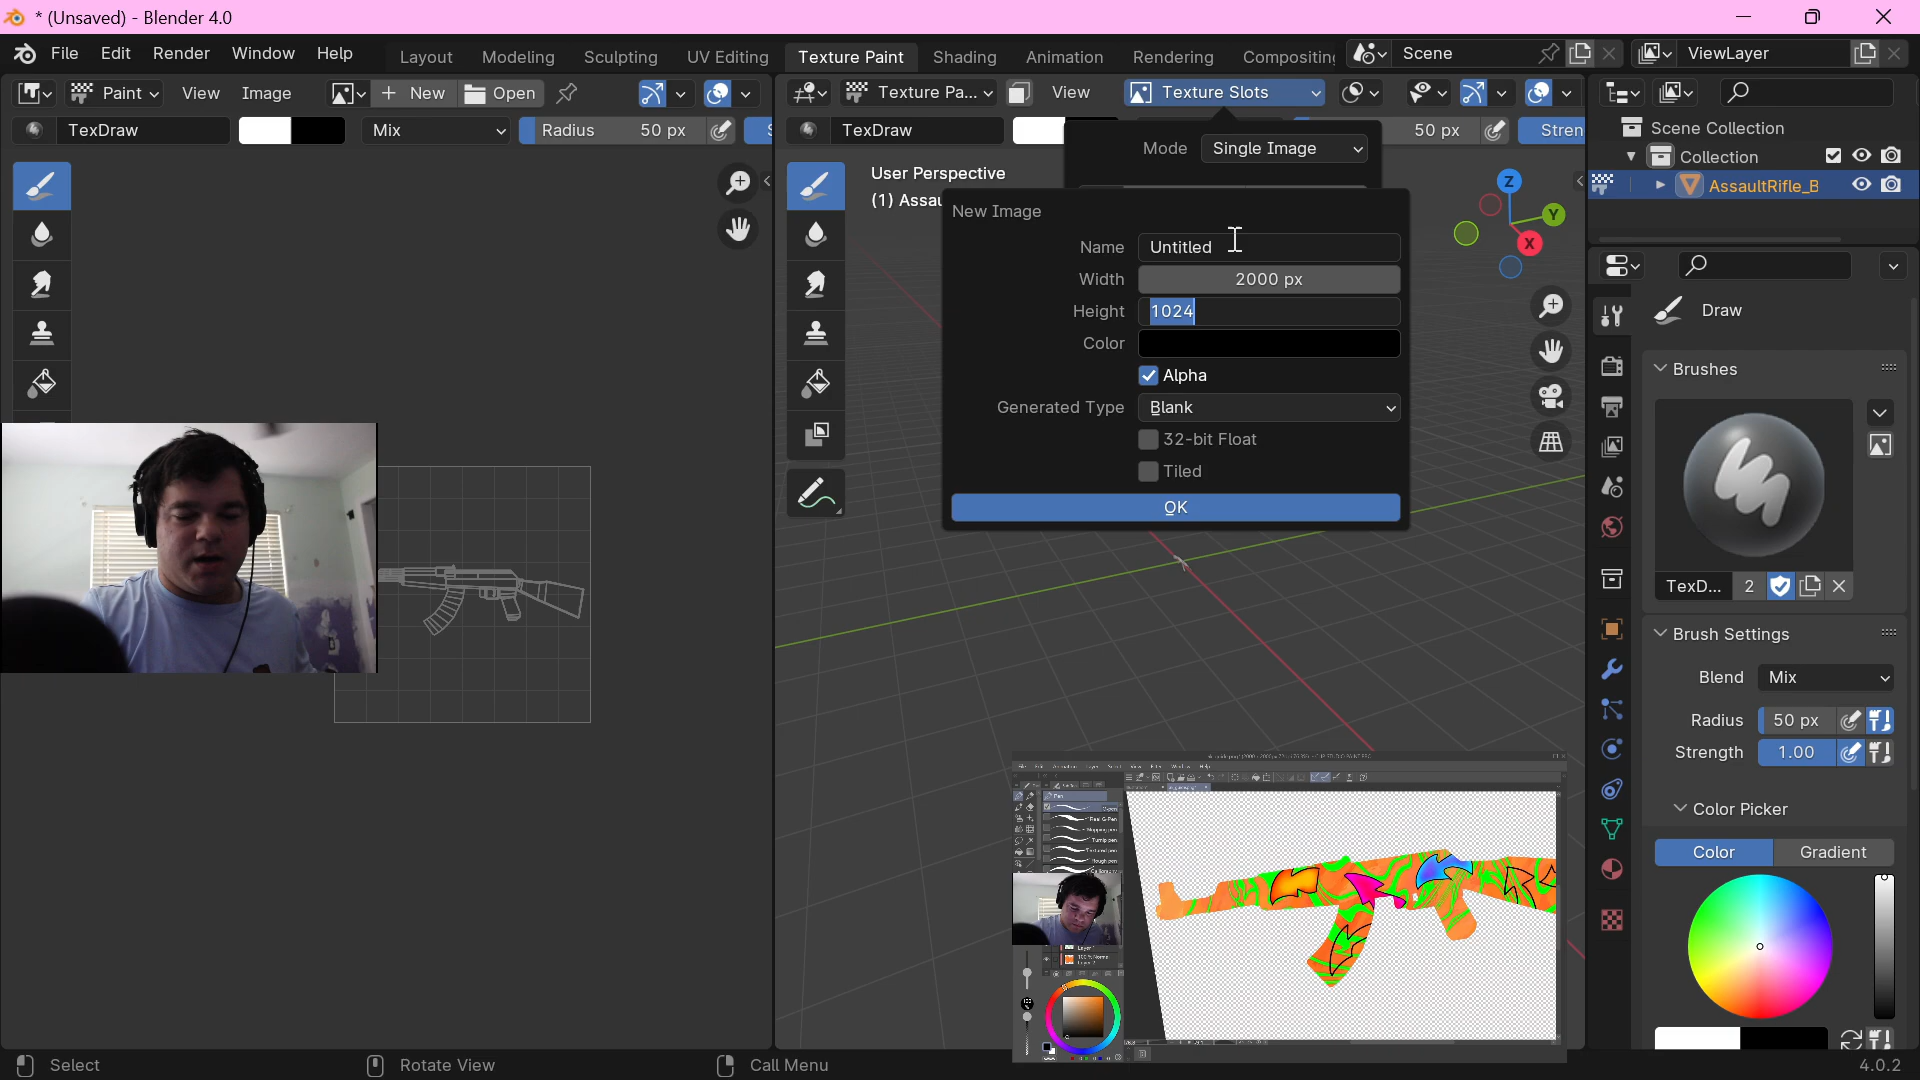 * (Unsaved) - Blender 4.0
File Edit Render Window Help
Layout Modeling Sculpting UV Editing Texture Paint Shading Animation Rendering Compositing
Scene
ViewLayer
Paint View Image New Open
Texture Pa... View Texture Slots
TexDraw Mix Radius 50 px
TexDraw 50 px Stren
Mode Single Image
User Perspective
(1) Assau
New Image
Name Untitled
Width 2000 px
Height 1024
Color
Alpha
Generated Type Blank
32-bit Float
Tiled
OK
Z
Y
X
Scene Collection
Collection
AssaultRifle_B
Draw
Brushes
TexD... 2
Brush Settings
Blend Mix
Radius 50 px
Strength 1.00
Color Picker
Color Gradient
Select Rotate View Call Menu
4.0.2